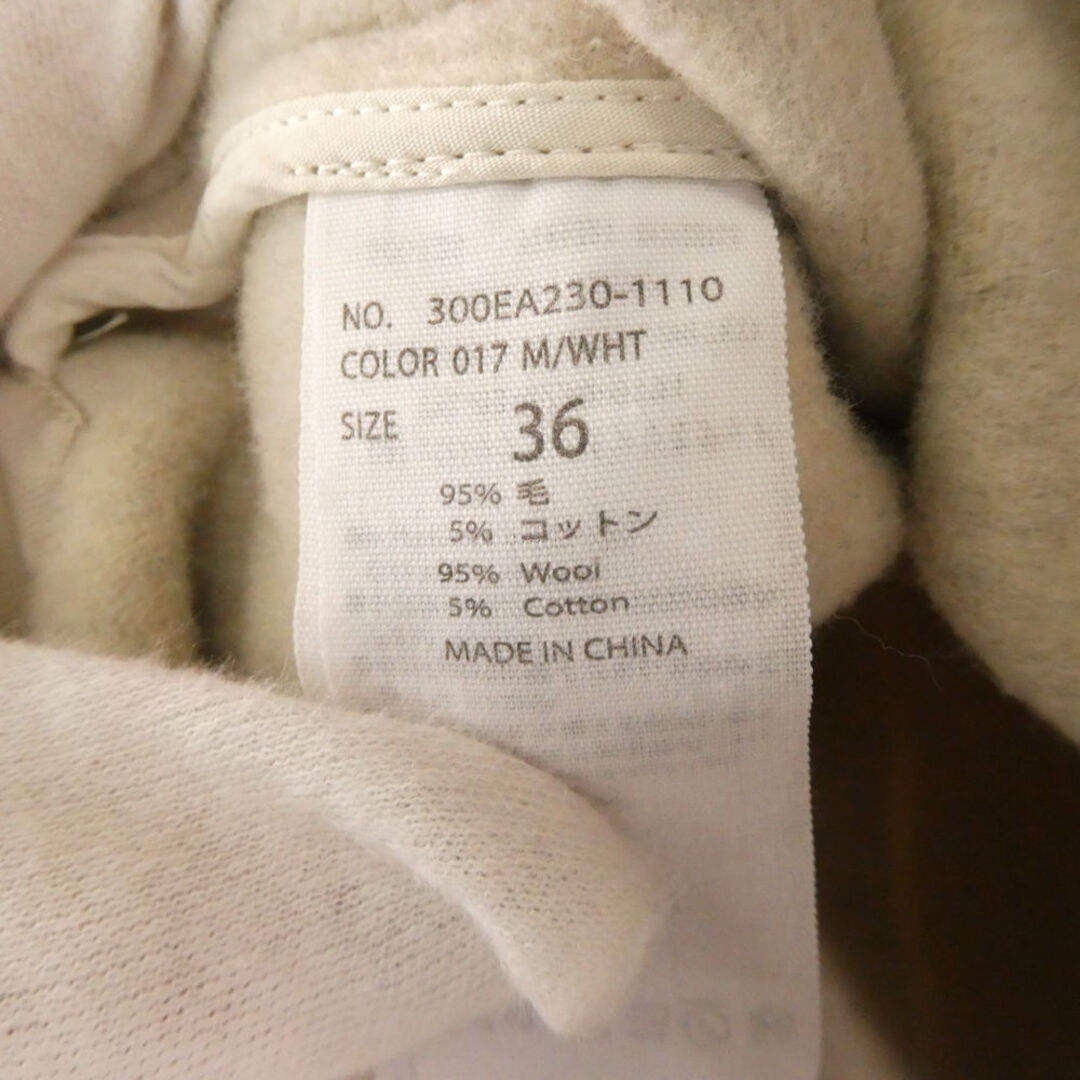 NO. 300EA230-1110
COLOR 017 M/WHT
SIZE 36
95% 毛
5% コットン
95% Wool
5% Cotton
MADE IN CHINA